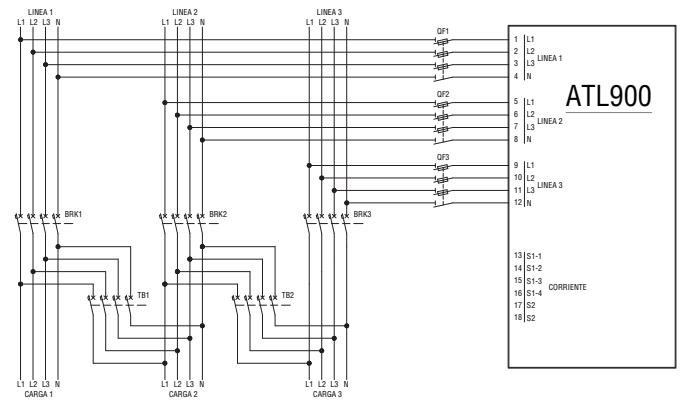 LINEA 1 LINEA 2 LINEA 3
L1 L2 L3 N L1 L2 L3 N L1 L2 L3 N
QF1
1 L1
2 L2
3 L3
4 N
LINEA 1
ATL900
QF2
5 L1
6 L2
7 L3
8 N
LINEA 2
QF3
9 L1
10 L2
11 L3
12 N
LINEA 3
BRK1 BRK2 BRK3
13 S1-1
14 S1-2
15 S1-3
16 S1-4
17 S2
18 S2
CORRIENTE
TB1 TB2
L1 L2 L3 N L1 L2 L3 N L1 L2 L3 N
CARGA 1 CARGA 2 CARGA 3